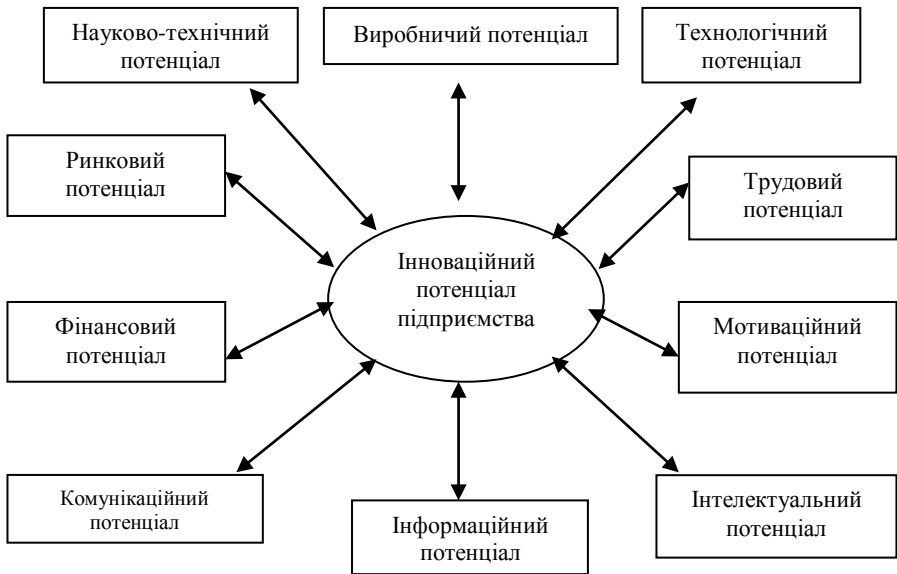 Науково-технічний
потенціал
Виробничий потенціал
Технологічний
потенціал
Ринковий
потенціал
Трудовий
потенціал
Інноваційний
потенціал
підприємства
Фінансовий
потенціал
Мотиваційний
потенціал
Комунікаційний
потенціал
Інформаційний
потенціал
Інтелектуальний
потенціал